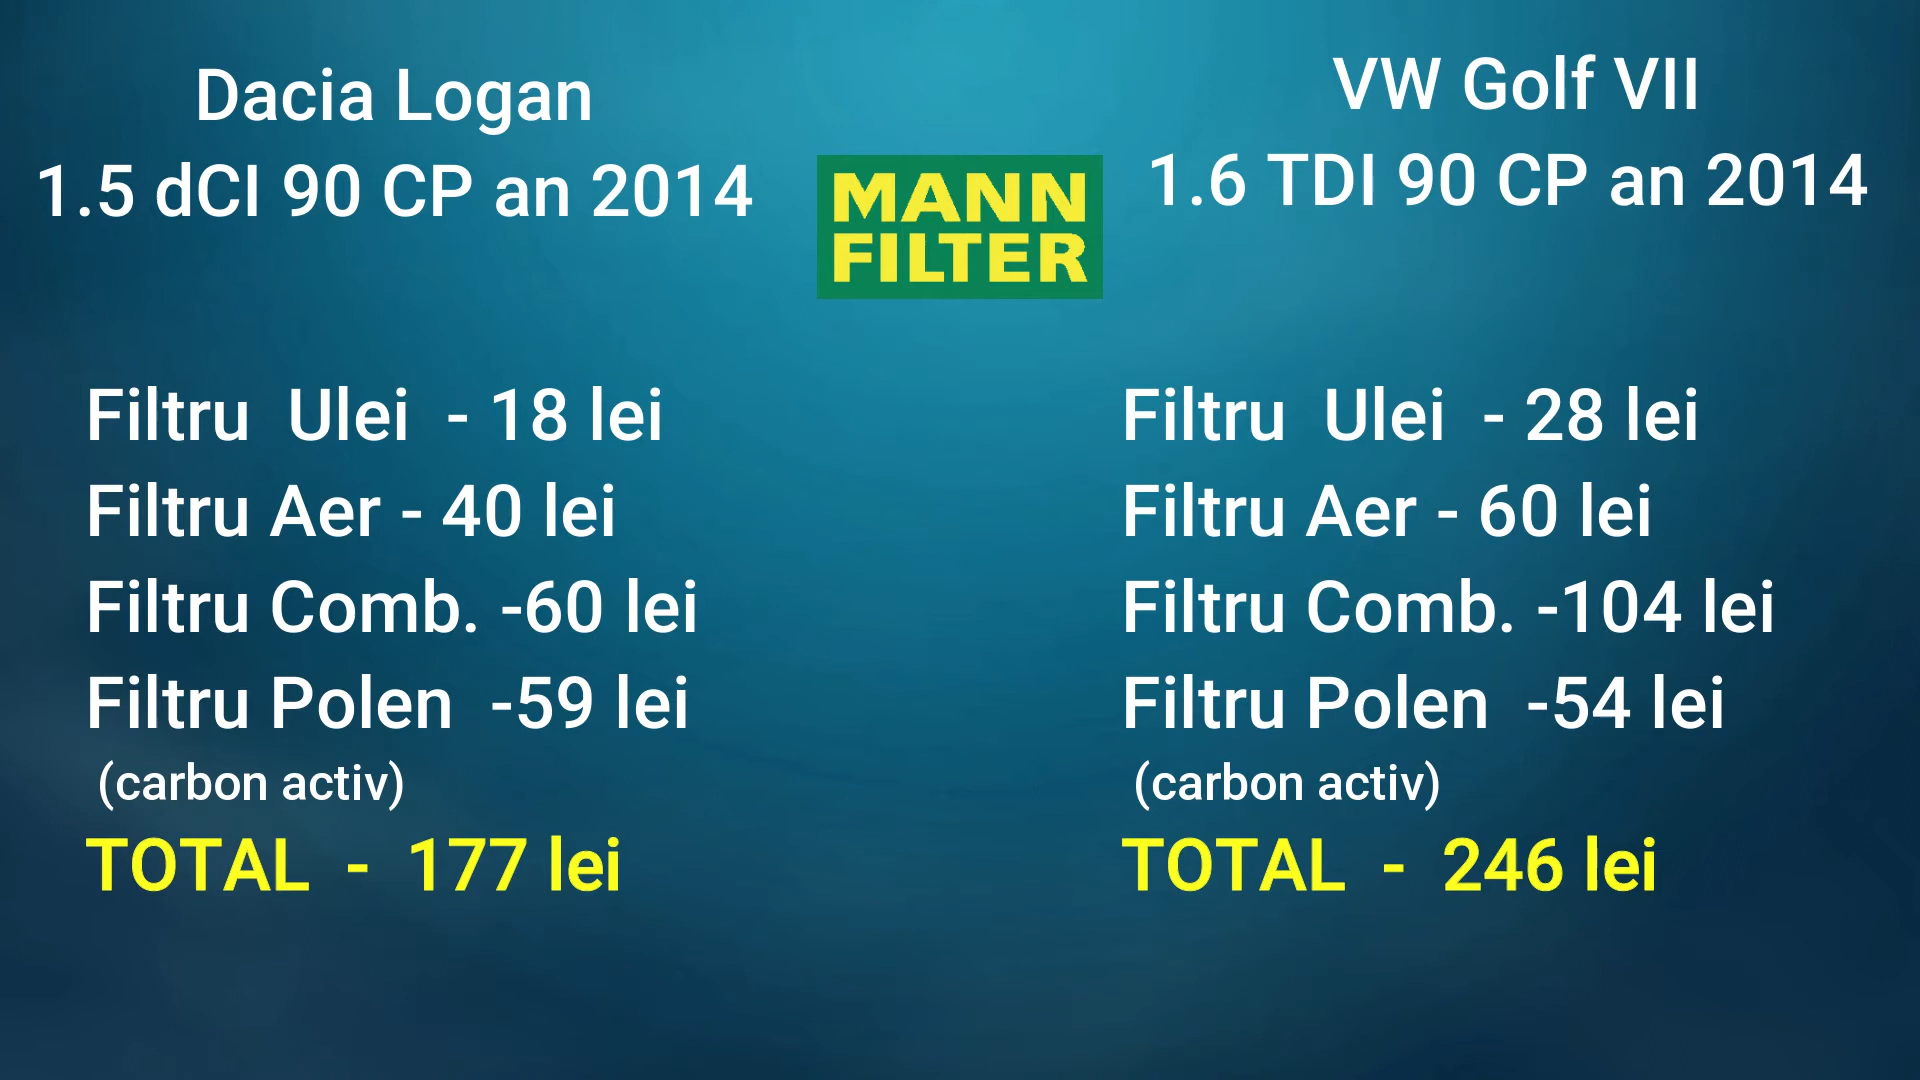 Dacia Logan
1.5 dCI 90 CP an 2014
MANN
FILTER
VW Golf VII
1.6 TDI 90 CP an 2014
Filtru  Ulei  - 18 lei
Filtru Aer - 40 lei
Filtru Comb. -60 lei
Filtru Polen  -59 lei
(carbon activ)
TOTAL  -  177 lei
Filtru  Ulei  - 28 lei
Filtru Aer - 60 lei
Filtru Comb. -104 lei
Filtru Polen  -54 lei
(carbon activ)
TOTAL  -  246 lei